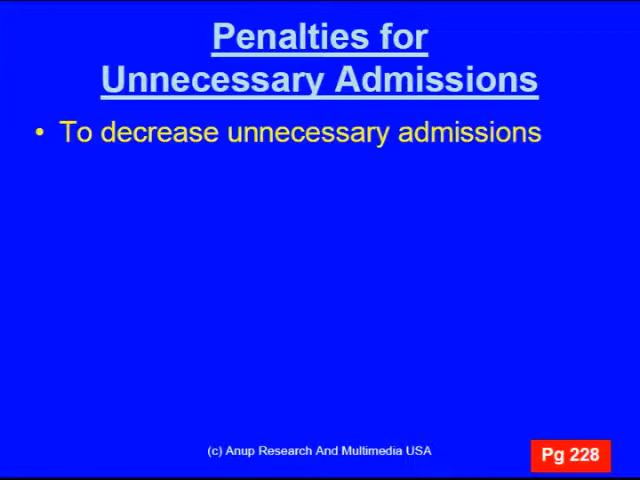 Penalties for
Unnecessary Admissions
• To decrease unnecessary admissions
(c) Anup Research And Multimedia USA
Pg 228